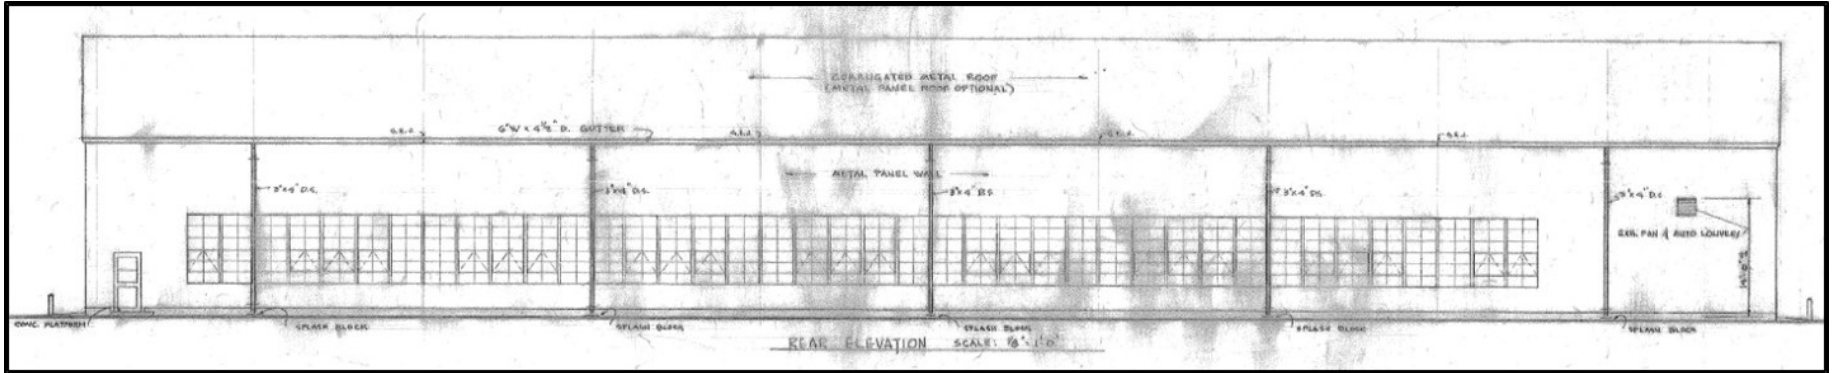 CORRUGATED METAL ROOF
(METAL PANEL ROOF OPTIONAL)
6"W x 4½" D. GUTTER
METAL PANEL WALL
3"x4" D.S.
3"x4" D.S.
3"x4" D.S.
3"x4" D.S.
3"x4" D.S.
EXH. FAN & AUTO LOUVERS
CONC. PLATFORM
SPLASH BLOCK
SPLASH BLOCK
SPLASH BLOCK
SPLASH BLOCK
SPLASH BLOCK
REAR ELEVATION SCALE: 1/8" = 1'-0"